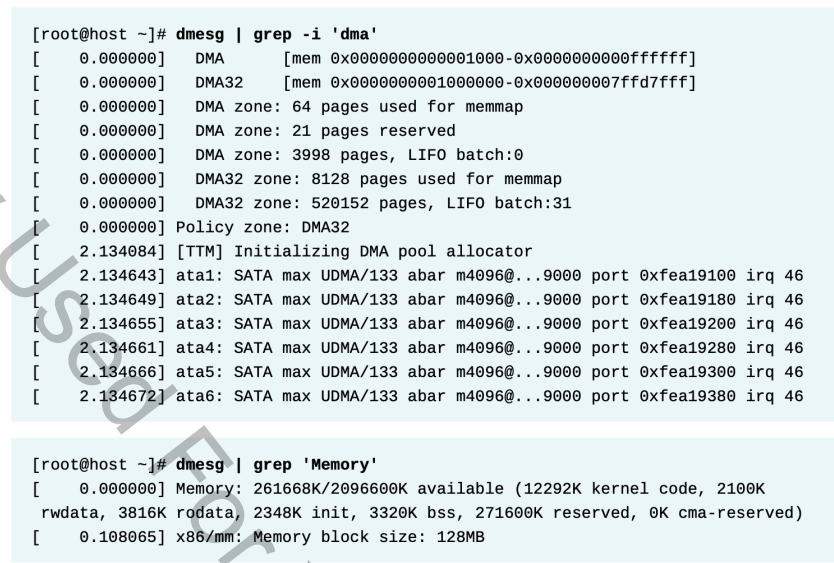 [root@host ~]# dmesg | grep -i 'dma'
[    0.000000]   DMA      [mem 0x0000000000001000-0x0000000000ffffff]
[    0.000000]   DMA32    [mem 0x0000000001000000-0x000000007ffd7fff]
[    0.000000]   DMA zone: 64 pages used for memmap
[    0.000000]   DMA zone: 21 pages reserved
[    0.000000]   DMA zone: 3998 pages, LIFO batch:0
[    0.000000]   DMA32 zone: 8128 pages used for memmap
[    0.000000]   DMA32 zone: 520152 pages, LIFO batch:31
[    0.000000] Policy zone: DMA32
[    2.134084] [TTM] Initializing DMA pool allocator
[    2.134643] ata1: SATA max UDMA/133 abar m4096@...9000 port 0xfea19100 irq 46
[    2.134649] ata2: SATA max UDMA/133 abar m4096@...9000 port 0xfea19180 irq 46
[    2.134655] ata3: SATA max UDMA/133 abar m4096@...9000 port 0xfea19200 irq 46
[    2.134661] ata4: SATA max UDMA/133 abar m4096@...9000 port 0xfea19280 irq 46
[    2.134666] ata5: SATA max UDMA/133 abar m4096@...9000 port 0xfea19300 irq 46
[    2.134672] ata6: SATA max UDMA/133 abar m4096@...9000 port 0xfea19380 irq 46
[root@host ~]# dmesg | grep 'Memory'
[    0.000000] Memory: 261668K/2096600K available (12292K kernel code, 2100K
 rwdata, 3816K rodata, 2348K init, 3320K bss, 271600K reserved, 0K cma-reserved)
[    0.108065] x86/mm: Memory block size: 128MB
Used For